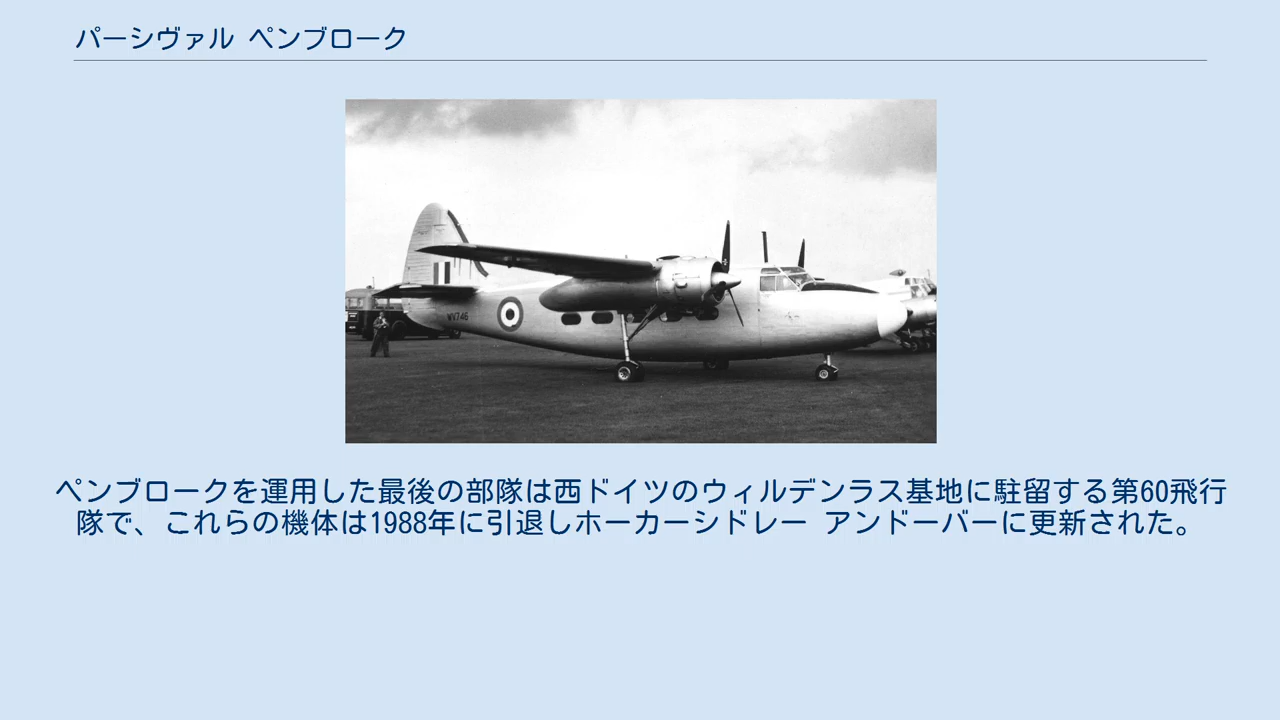 パーシヴァル ペンブローク
WV746
ペンブロークを運用した最後の部隊は西ドイツのウィルデンラス基地に駐留する第60飛行
隊で、これらの機体は1988年に引退しホーカーシドレー アンドーバーに更新された。